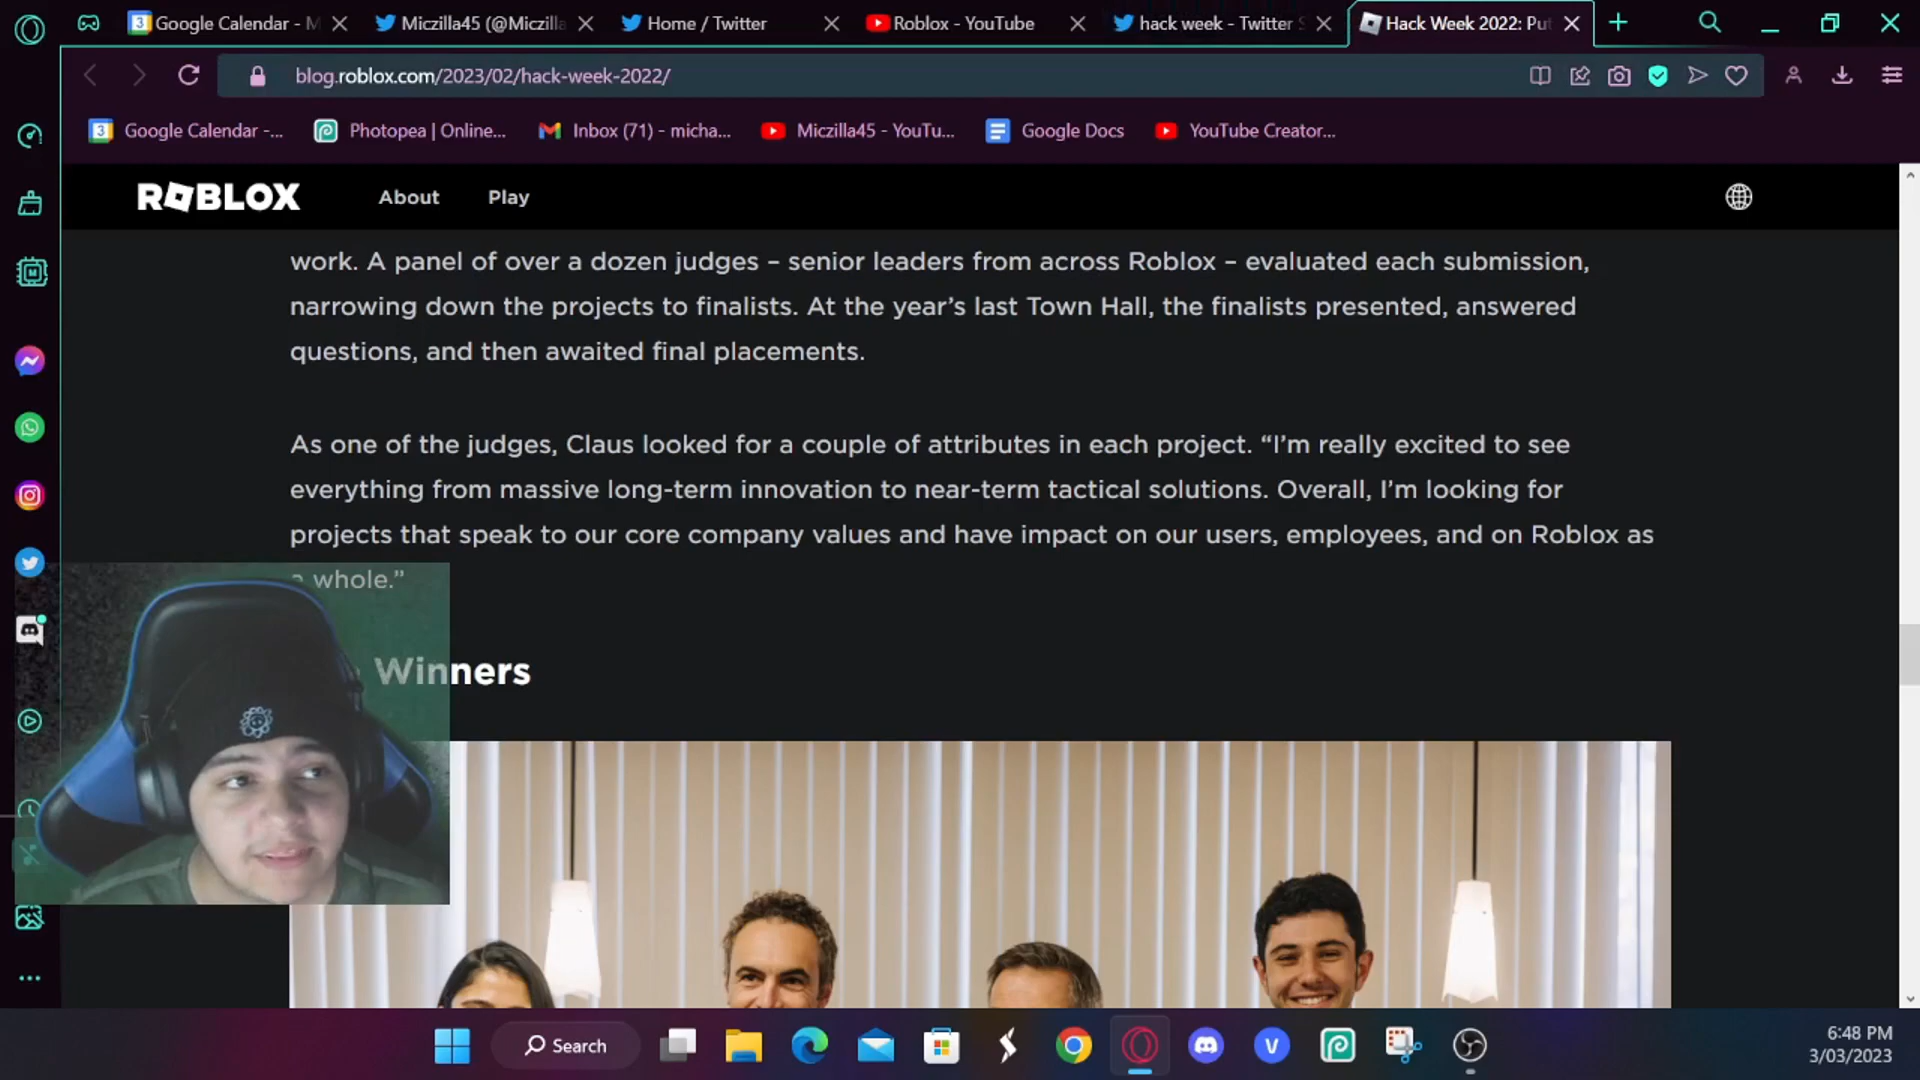 Google Calendar - M
Miczilla45 (@Miczilla
Home / Twitter
Roblox - YouTube
hack week - Twitter S
Hack Week 2022: Put
blog.roblox.com/2023/02/hack-week-2022/
Google Calendar -...
Photopea | Online...
Inbox (71) - micha...
Miczilla45 - YouTu...
Google Docs
YouTube Creator...
ROBLOX
About
Play
work. A panel of over a dozen judges – senior leaders from across Roblox – evaluated each submission,
narrowing down the projects to finalists. At the year’s last Town Hall, the finalists presented, answered
questions, and then awaited final placements.
As one of the judges, Claus looked for a couple of attributes in each project. “I’m really excited to see
everything from massive long-term innovation to near-term tactical solutions. Overall, I’m looking for
projects that speak to our core company values and have impact on our users, employees, and on Roblox as
a whole.”
Winners
Search
6:48 PM
3/03/2023